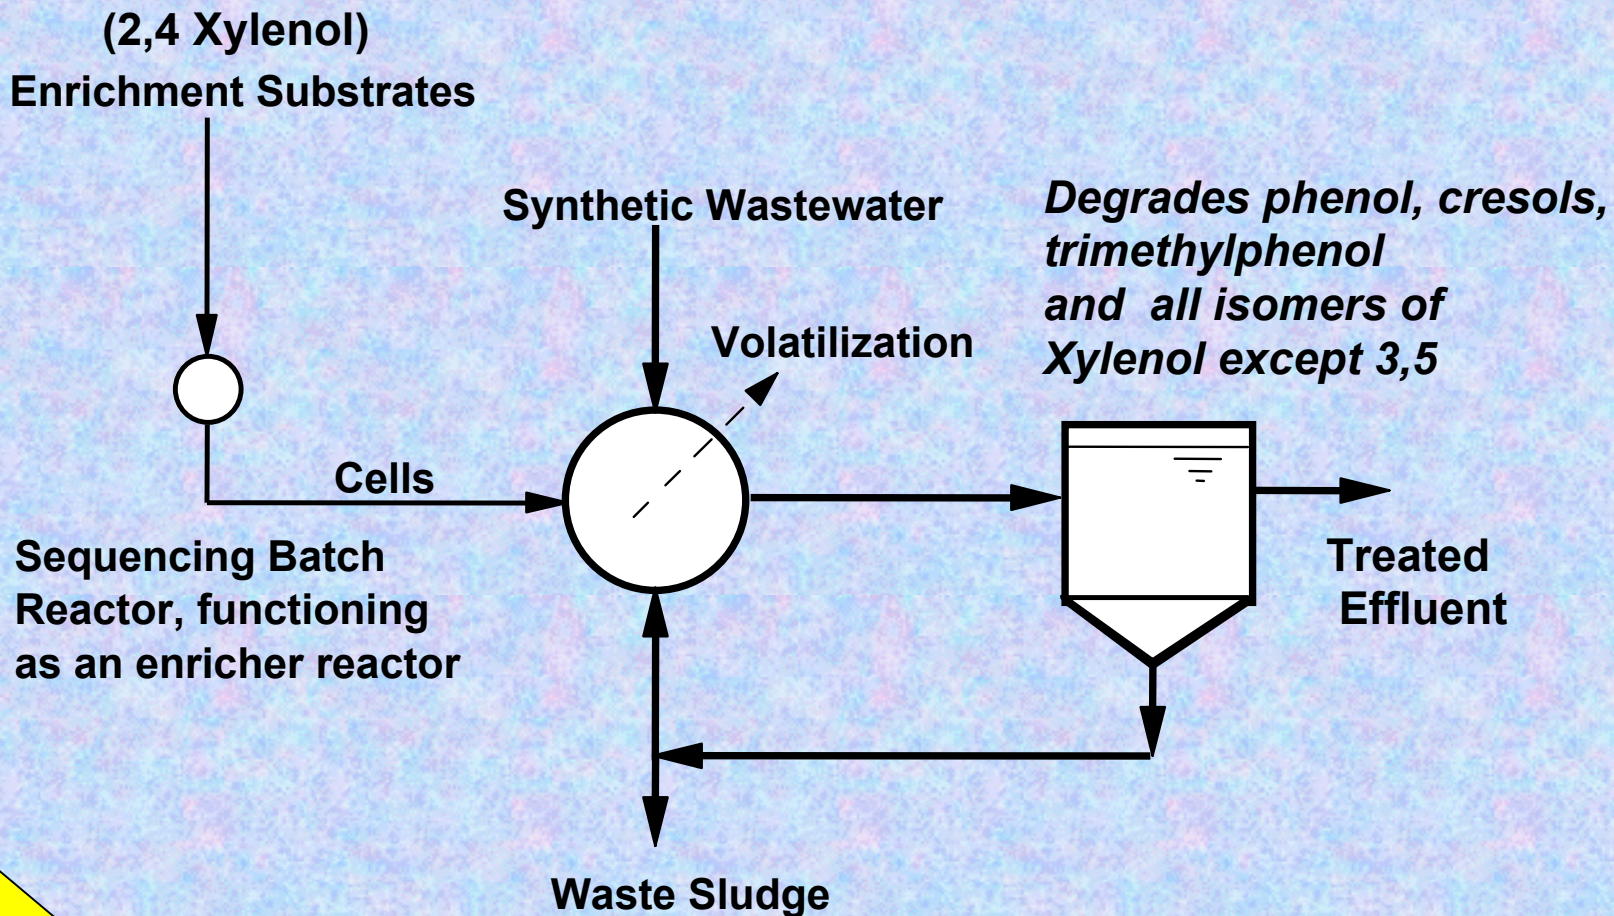 (2,4 Xylenol)
Enrichment Substrates
Synthetic Wastewater
Degrades phenol, cresols,
trimethylphenol
and all isomers of
Xylenol except 3,5
Volatilization
Cells
Sequencing Batch
Reactor, functioning
as an enricher reactor
Treated
Effluent
Waste Sludge